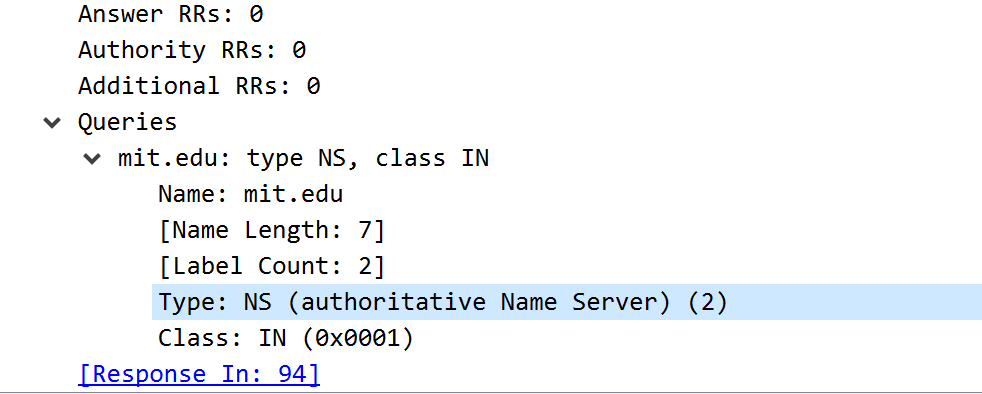 Answer RRs: 0
Authority RRs: 0
Additional RRs: 0
Queries
mit.edu: type NS, class IN
Name: mit.edu
[Name Length: 7]
[Label Count: 2]
Type: NS (authoritative Name Server) (2)
Class: IN (0x0001)
[Response In: 94]